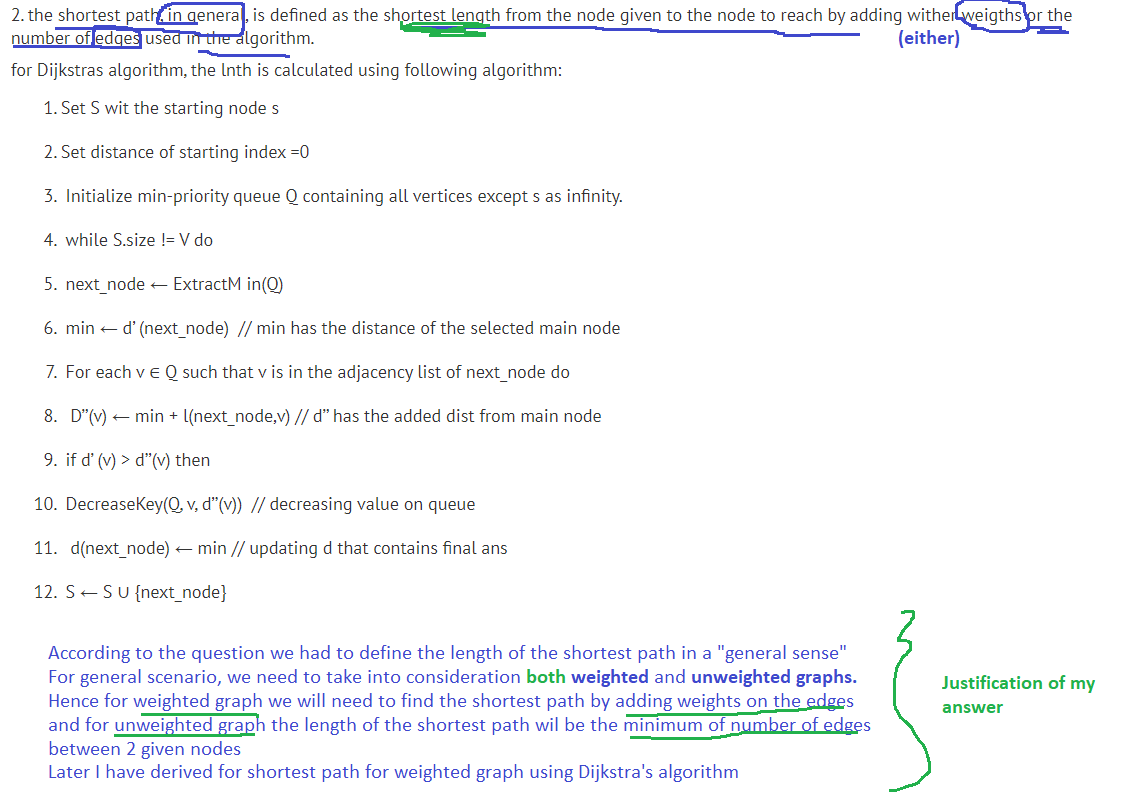 2. the shortest path, in general, is defined as the shortest length from the node given to the node to reach by adding wither weigths or the
number of edges used in the algorithm.
(either)
for Dijkstras algorithm, the lnth is calculated using following algorithm:
1. Set S wit the starting node s
2. Set distance of starting index =0
3. Initialize min-priority queue Q containing all vertices except s as infinity.
4. while S.size != V do
5. next_node ← ExtractM in(Q)
6. min ← d’ (next_node) // min has the distance of the selected main node
7. For each v ∈ Q such that v is in the adjacency list of next_node do
8. D”(v) ← min + l(next_node,v) // d” has the added dist from main node
9. if d’ (v) > d”(v) then
10. DecreaseKey(Q, v, d”(v)) // decreasing value on queue
11. d(next_node) ← min // updating d that contains final ans
12. S ← S ∪ {next_node}
According to the question we had to define the length of the shortest path in a "general sense"
For general scenario, we need to take into consideration both weighted and unweighted graphs.
Hence for weighted graph we will need to find the shortest path by adding weights on the edges
and for unweighted graph the length of the shortest path wil be the minimum of number of edges
between 2 given nodes
Later I have derived for shortest path for weighted graph using Dijkstra's algorithm
Justification of my
answer